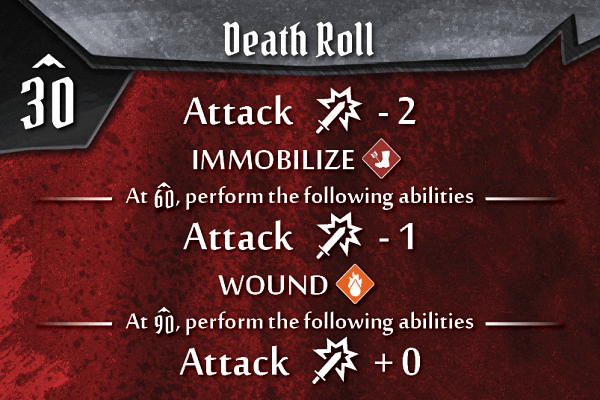 Death Roll
30
Attack - 2
IMMOBILIZE
At 60, perform the following abilities
Attack - 1
WOUND
At 90, perform the following abilities
Attack + 0